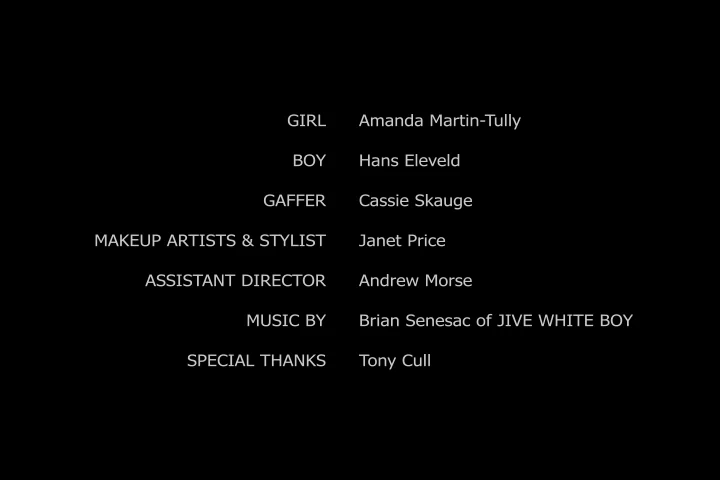 GIRL Amanda Martin-Tully
BOY Hans Eleveld
GAFFER Cassie Skauge
MAKEUP ARTISTS & STYLIST Janet Price
ASSISTANT DIRECTOR Andrew Morse
MUSIC BY Brian Senesac of JIVE WHITE BOY
SPECIAL THANKS Tony Cull